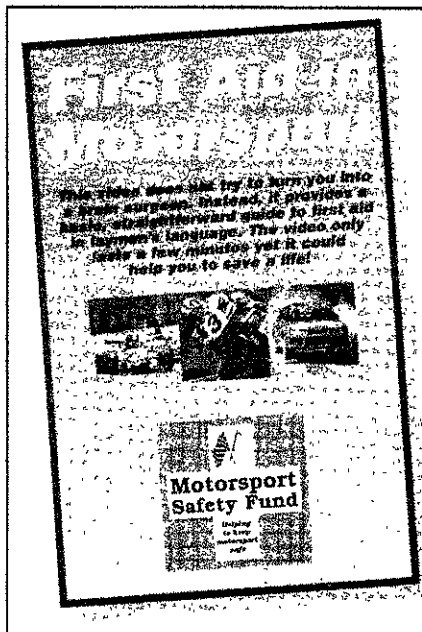 First Aid in
Motorsport
This video does not try to turn you into
a brain surgeon. Instead, it provides a
basic, straightforward guide to first aid
in laymen's language. The video only
lasts a few minutes yet it could
help you to save a life!
Motorsport
Safety Fund
Helping
to keep
motorsport
safe